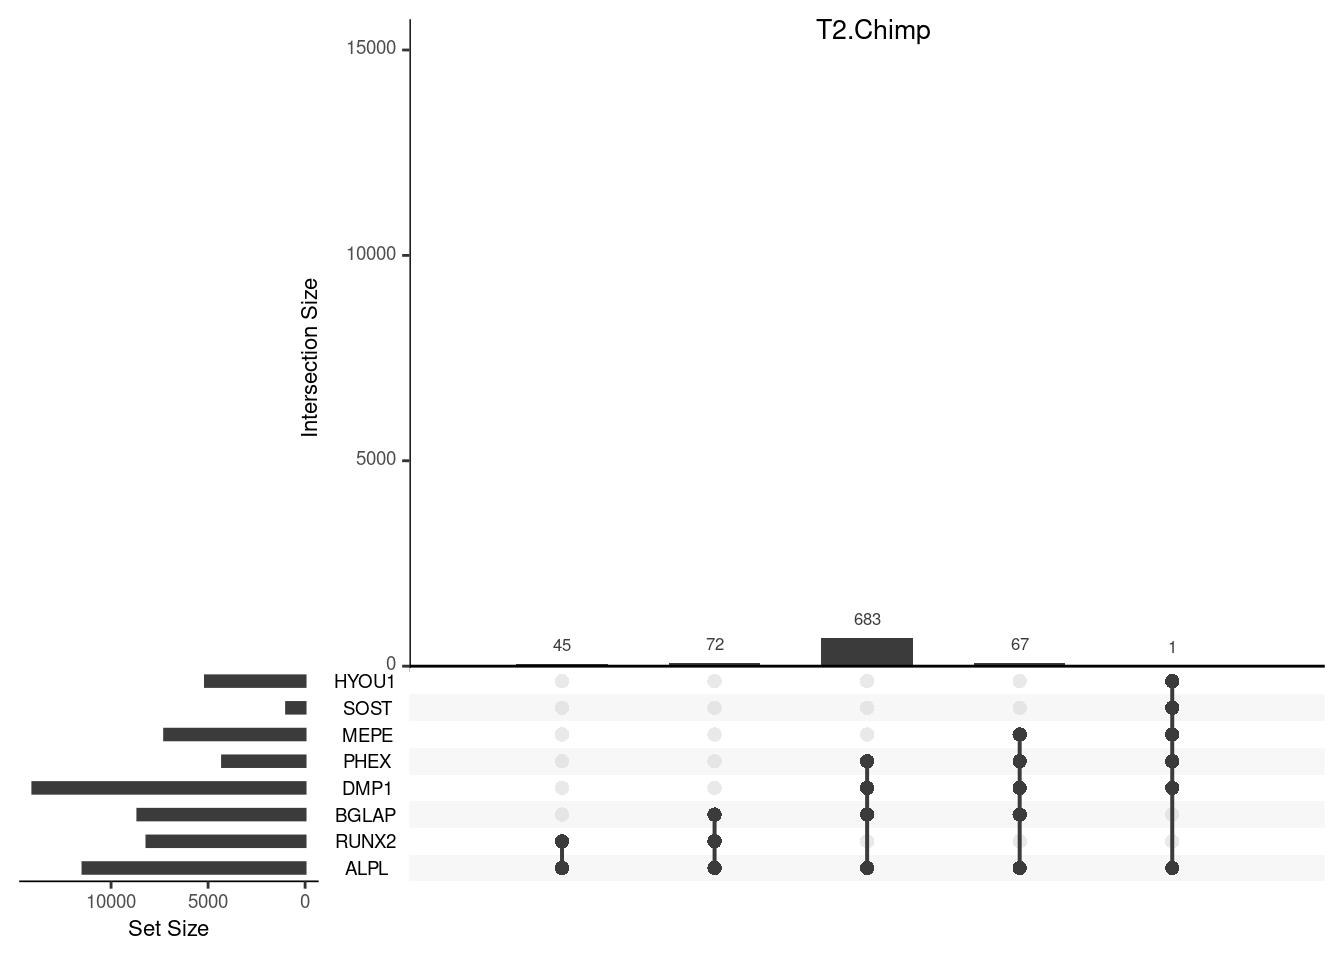 T2.Chimp
15000
10000
5000
0
Intersection Size
45
72
683
67
1
HYOU1
SOST
MEPE
PHEX
DMP1
BGLAP
RUNX2
ALPL
10000 5000 0
Set Size